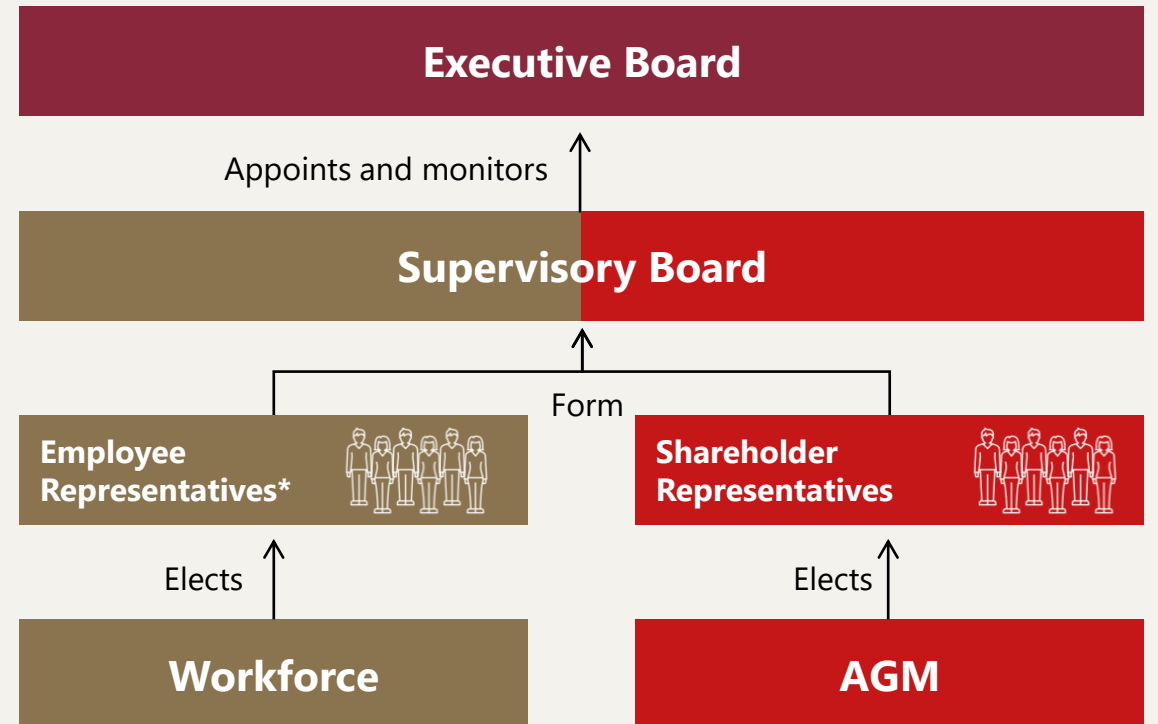 Executive Board
Appoints and monitors
Supervisory Board
Form
Employee
Representatives*
Shareholder
Representatives
Elects
Elects
Workforce
AGM